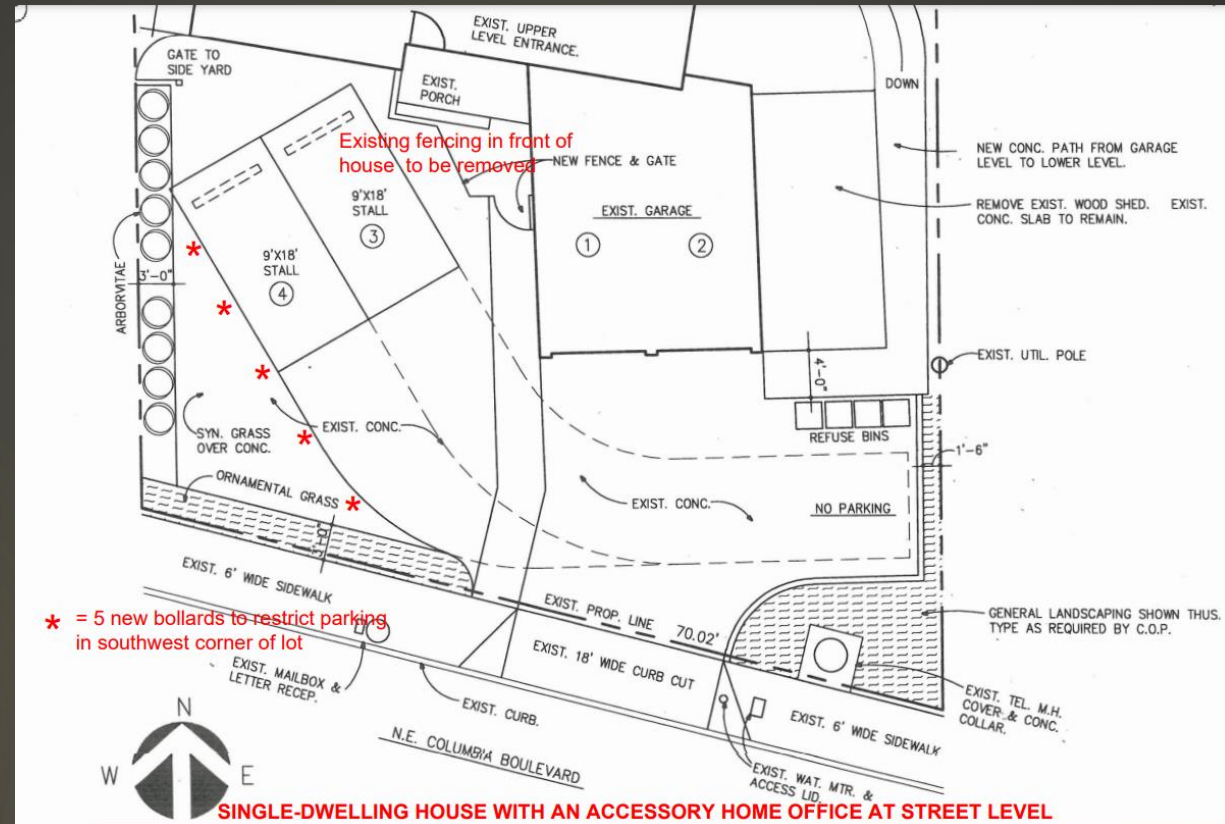 EXIST. UPPER
LEVEL ENTRANCE.
GATE TO
SIDE YARD
EXIST.
PORCH
DOWN
Existing fencing in front of
house to be removed
NEW FENCE & GATE
NEW CONC. PATH FROM GARAGE
LEVEL TO LOWER LEVEL.
9'X18'
STALL
3
EXIST. GARAGE
1
2
REMOVE EXIST. WOOD SHED. EXIST.
CONC. SLAB TO REMAIN.
9'X18'
STALL
4
ARBORVITAE
3'-0"
*
*
*
*
*
EXIST. UTIL. POLE
4'-0"
REFUSE BINS
1'-6"
SYN. GRASS
OVER CONC.
EXIST. CONC.
ORNAMENTAL GRASS
EXIST. CONC.
NO PARKING
EXIST. 6' WIDE SIDEWALK
EXIST. PROP. LINE 70.02'
GENERAL LANDSCAPING SHOWN THUS.
TYPE AS REQUIRED BY C.O.P.
* = 5 new bollards to restrict parking
in southwest corner of lot
EXIST. MAILBOX &
LETTER RECEP.
EXIST. 18' WIDE CURB CUT
EXIST. TEL. M.H.
COVER & CONC.
COLLAR.
EXIST. CURB.
EXIST. 6' WIDE SIDEWALK
N.E. COLUMBIA BOULEVARD
EXIST. WAT. MTR. &
ACCESS LID.
N
W
E
SINGLE-DWELLING HOUSE WITH AN ACCESSORY HOME OFFICE AT STREET LEVEL